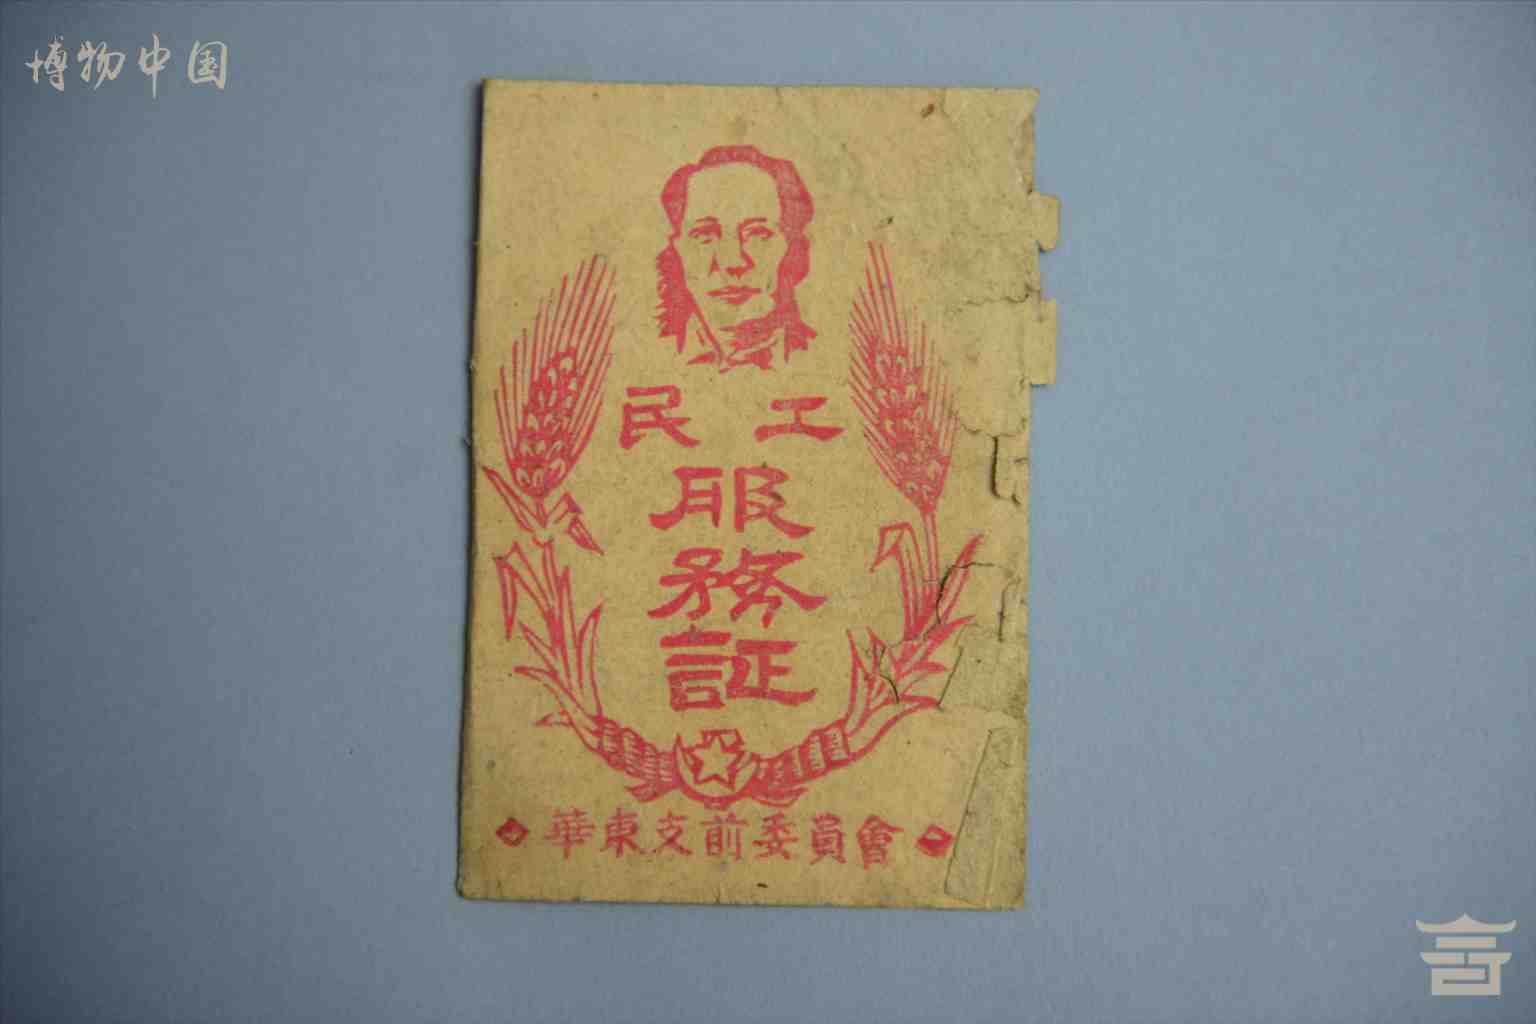 博物中国
民 工
服
務
証
華東支前委員會